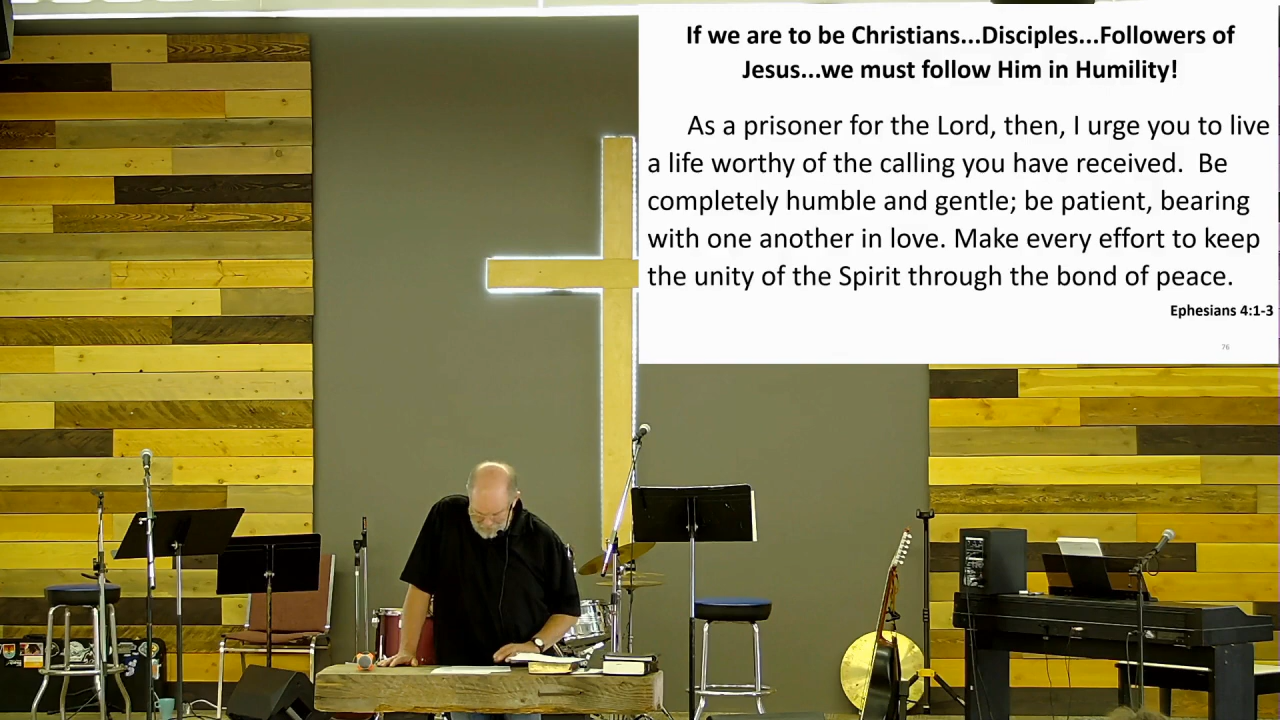 If we are to be Christians...Disciples...Followers of
Jesus...we must follow Him in Humility!
As a prisoner for the Lord, then, I urge you to live
a life worthy of the calling you have received.  Be
completely humble and gentle; be patient, bearing
with one another in love. Make every effort to keep
the unity of the Spirit through the bond of peace.
Ephesians 4:1-3
76